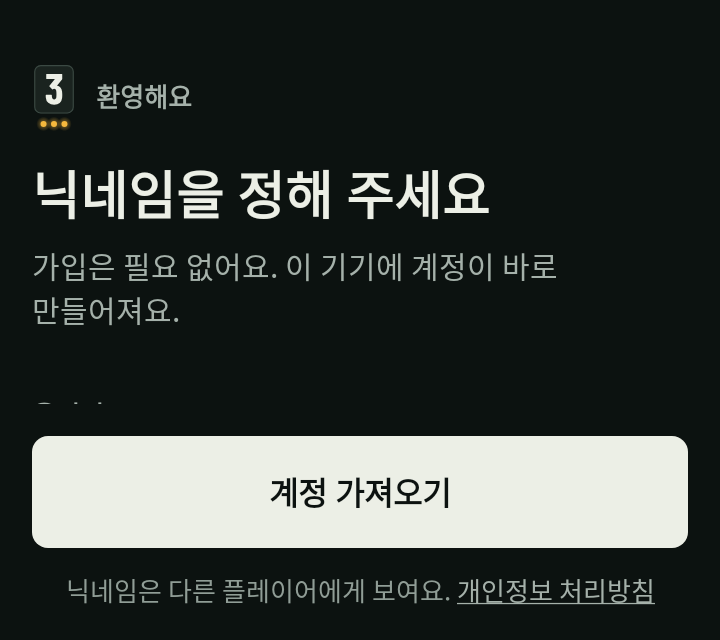 3
환영해요
닉네임을 정해 주세요
가입은 필요 없어요. 이 기기에 계정이 바로
만들어져요.
계정 가져오기
닉네임은 다른 플레이어에게 보여요. 개인정보 처리방침